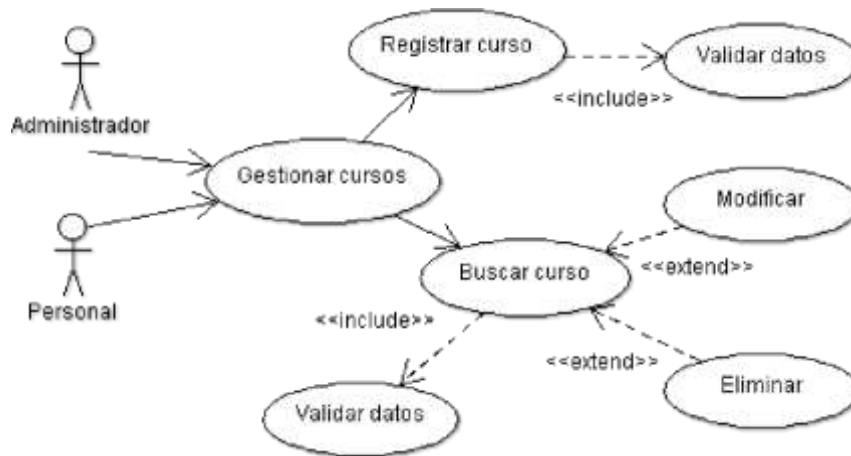 Registrar curso
Validar datos
<<include>>
Administrador
Gestionar cursos
Modificar
Buscar curso
<<extend>>
Personal
<<include>>
<<extend>>
Eliminar
Validar datos